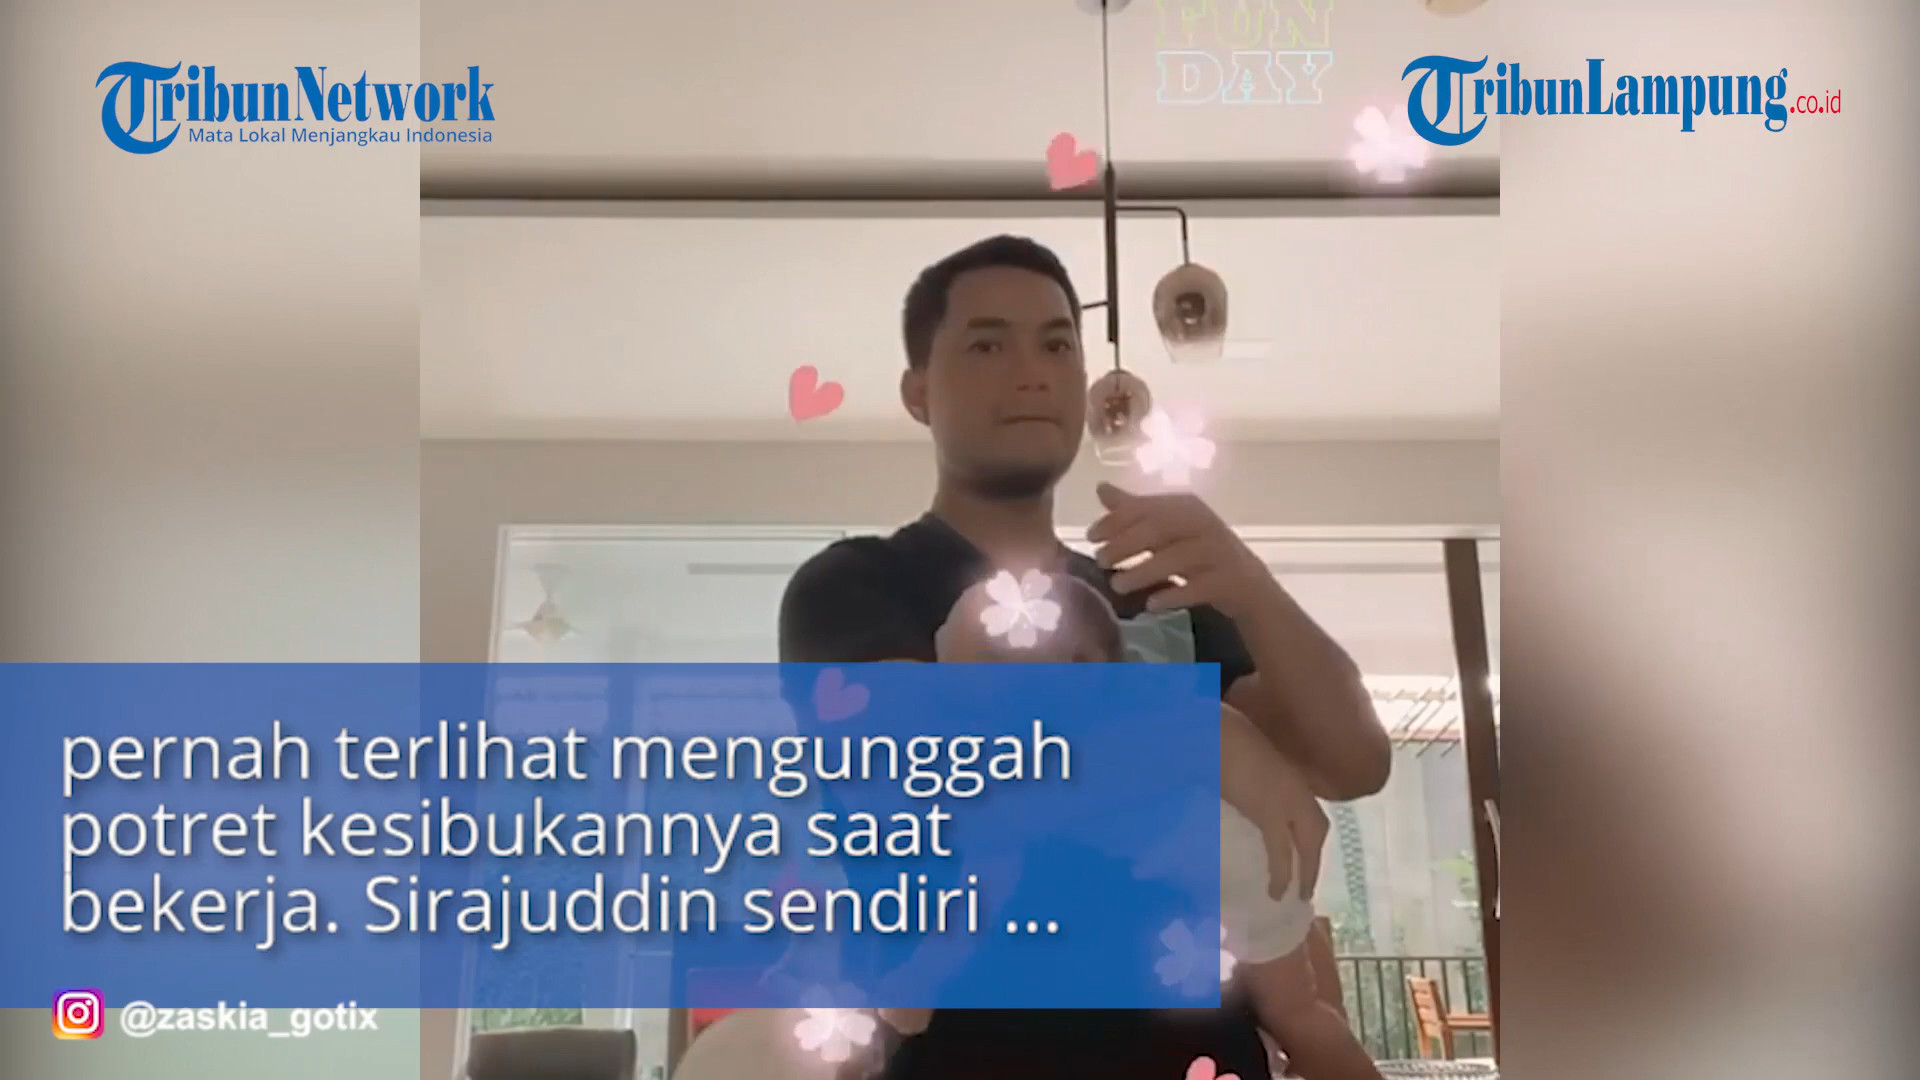 FUN
DAY
TribunNetwork
Mata Lokal Menjangkau Indonesia
TribunLampung.co.id
pernah terlihat mengunggah
potret kesibukannya saat
bekerja. Sirajuddin sendiri ...
@zaskia_gotix